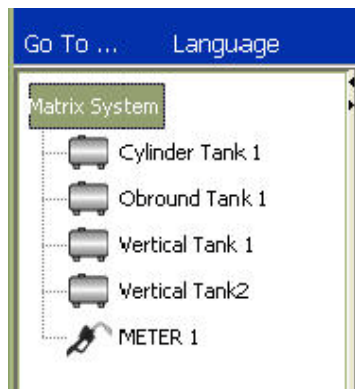 Go To ... Language
Matrix System
Cylinder Tank 1
Obround Tank 1
Vertical Tank 1
Vertical Tank2
METER 1